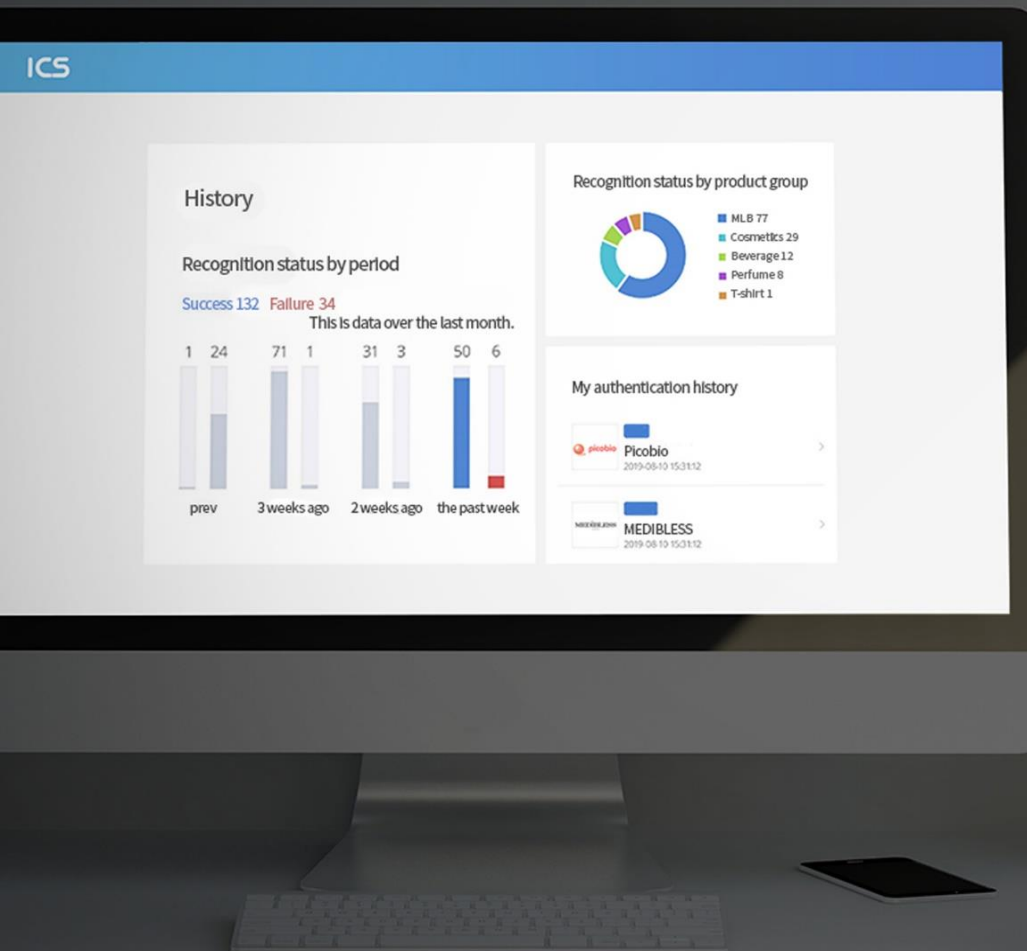 ICS
History
Recognition status by period
Success 132 Failure 34
This is data over the last month.
1 24 71 1 31 3 50 6
prev 3 weeks ago 2 weeks ago the past week
Recognition status by product group
MLB 77
Cosmetics 29
Beverage 12
Perfume 8
T-shirt 1
My authentication history
picobio
Picobio
2019-08-10 15:31:12
MEDIBLESS
MEDIBLESS
2019-08-10 15:31:12